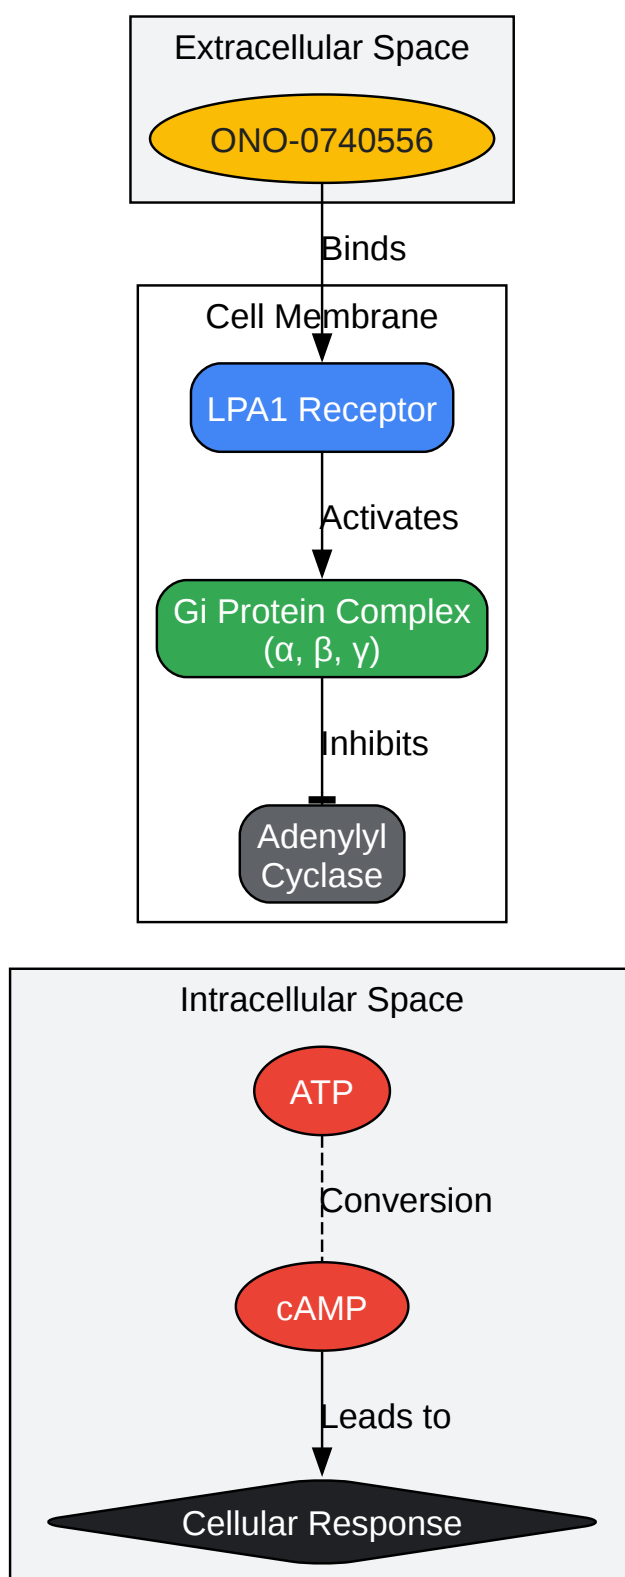 Extracellular Space
ONO-0740556
Binds
Cell Membrane
LPA1 Receptor
Activates
Gi Protein Complex
(α, β, γ)
Inhibits
Adenylyl
Cyclase
Intracellular Space
ATP
Conversion
cAMP
Leads to
Cellular Response